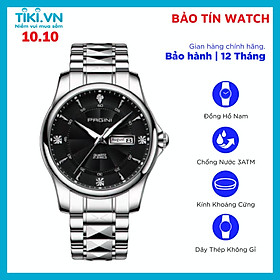 TIKI.VN
Niềm vui mua sắm
10.10
BẢO TÍN WATCH
Gian hàng chính hãng.
Bảo hành | 12 Tháng
Đồng Hồ Nam
Chống Nước 3ATM
Kính Khoáng Cứng
Dây Thép Không Gỉ
PAGINI